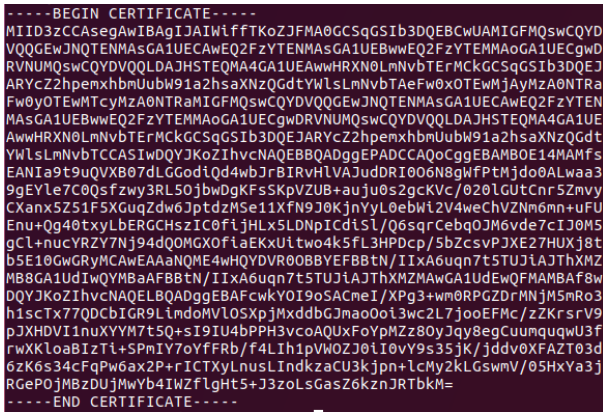 -----BEGIN CERTIFICATE-----
MIID3zCCAsegAwIBAgIJAIWiffTKoZJFMA0GCSqGSIb3DQEBCwUAMIGFMQswCQYD
VQQGEwJNQTENMAsGA1UECAwEQ2FzYTENMAsGA1UEBwwEQ2FzYTEMMAoGA1UECgwD
RVNUMQswCQYDVQQLDAJHSTEQMA4GA1UEAwwHRXN0LmNvbTErMCkGCSqGSIb3DQEJ
ARYcZ2hpemxhbmUubW91a2hsaXNzQGdtYWlsLmNvbTAeFw0xOTEwMjAyMzA0NTRa
Fw0yOTEwMTcyMzA0NTRaMIGFMQswCQYDVQQGEwJNQTENMAsGA1UECAwEQ2FzYTEN
MAsGA1UEBwwEQ2FzYTEMMAoGA1UECgwDRVNUMQswCQYDVQQLDAJHSTEQMA4GA1UE
AwwHRXN0LmNvbTErMCkGCSqGSIb3DQEJARYcZ2hpemxhbmUubW91a2hsaXNzQGdt
YWlsLmNvbTCCASIwDQYJKoZIhvcNAQEBBQADggEPADCCAQoCggEBAMBOE14MAMfs
EANIa9t9uQVXB07dLGGodiQd4wbJrBIRvHlVAJudDRI0O6N8gWfPtMjdo0ALwaa3
9gEYle7C0Qsfzwy3RL5OjbwDgKFsSKpVZUB+auju0s2gcKVc/020lGUtCnr5Zmvy
CXanx5Z51F5XGuqZdw6JptdzMSe11XfN9J0KjnYyL0ebWi2V4weChVZNm6mn+uFU
Enu+Qg40txyLbERGCHszIC0fijHLx5LDNpICdiSl/Q6sqrCebqOJM6vde7cIJ0M5
gCl+nucYRZY7Nj94dQOMGXOfiaEKxUitwo4k5fL3HPDcp/5bZcsvPJXE27HUXj8t
b5E10GwGRyMCAwEAAaNQME4wHQYDVR0OBBYEFBBtN/IIxA6uqn7t5TUJiAJThXMZ
MB8GA1UdIwQYMBaAFBBtN/IIxA6uqn7t5TUJiAJThXMZMAwGA1UdEwQFMAMBAf8w
DQYJKoZIhvcNAQELBQADggEBAFcwkYOI9oSACmeI/XPg3+wm0RPGZDrMNjM5mRo3
h1scTx77QDCbIGR9LimdoMVlOSXpjMxddbGJmaoOoi3wc2L7jooEFMc/zZKrsrV9
pJXHDVI1nuXYYM7t5Q+sI9IU4bPPH3vcoAQUxFoYpMZz8OyJqy8egCuumquqwU3f
rwXKloaBIzTi+SPmIY7oYfFRb/f4LIh1pVWOZJ0iI0vY9s35jK/jddv0XFAZT03d
6zK6s34cFqPw6ax2P+rICTXyLnusLIndkzaCU3kjpn+lcMy2kLGswmV/05HxYa3j
RGePOjMBzDUjMwYb4IWZflgHt5+J3zoLsGasZ6kznJRTbkM=
-----END CERTIFICATE-----